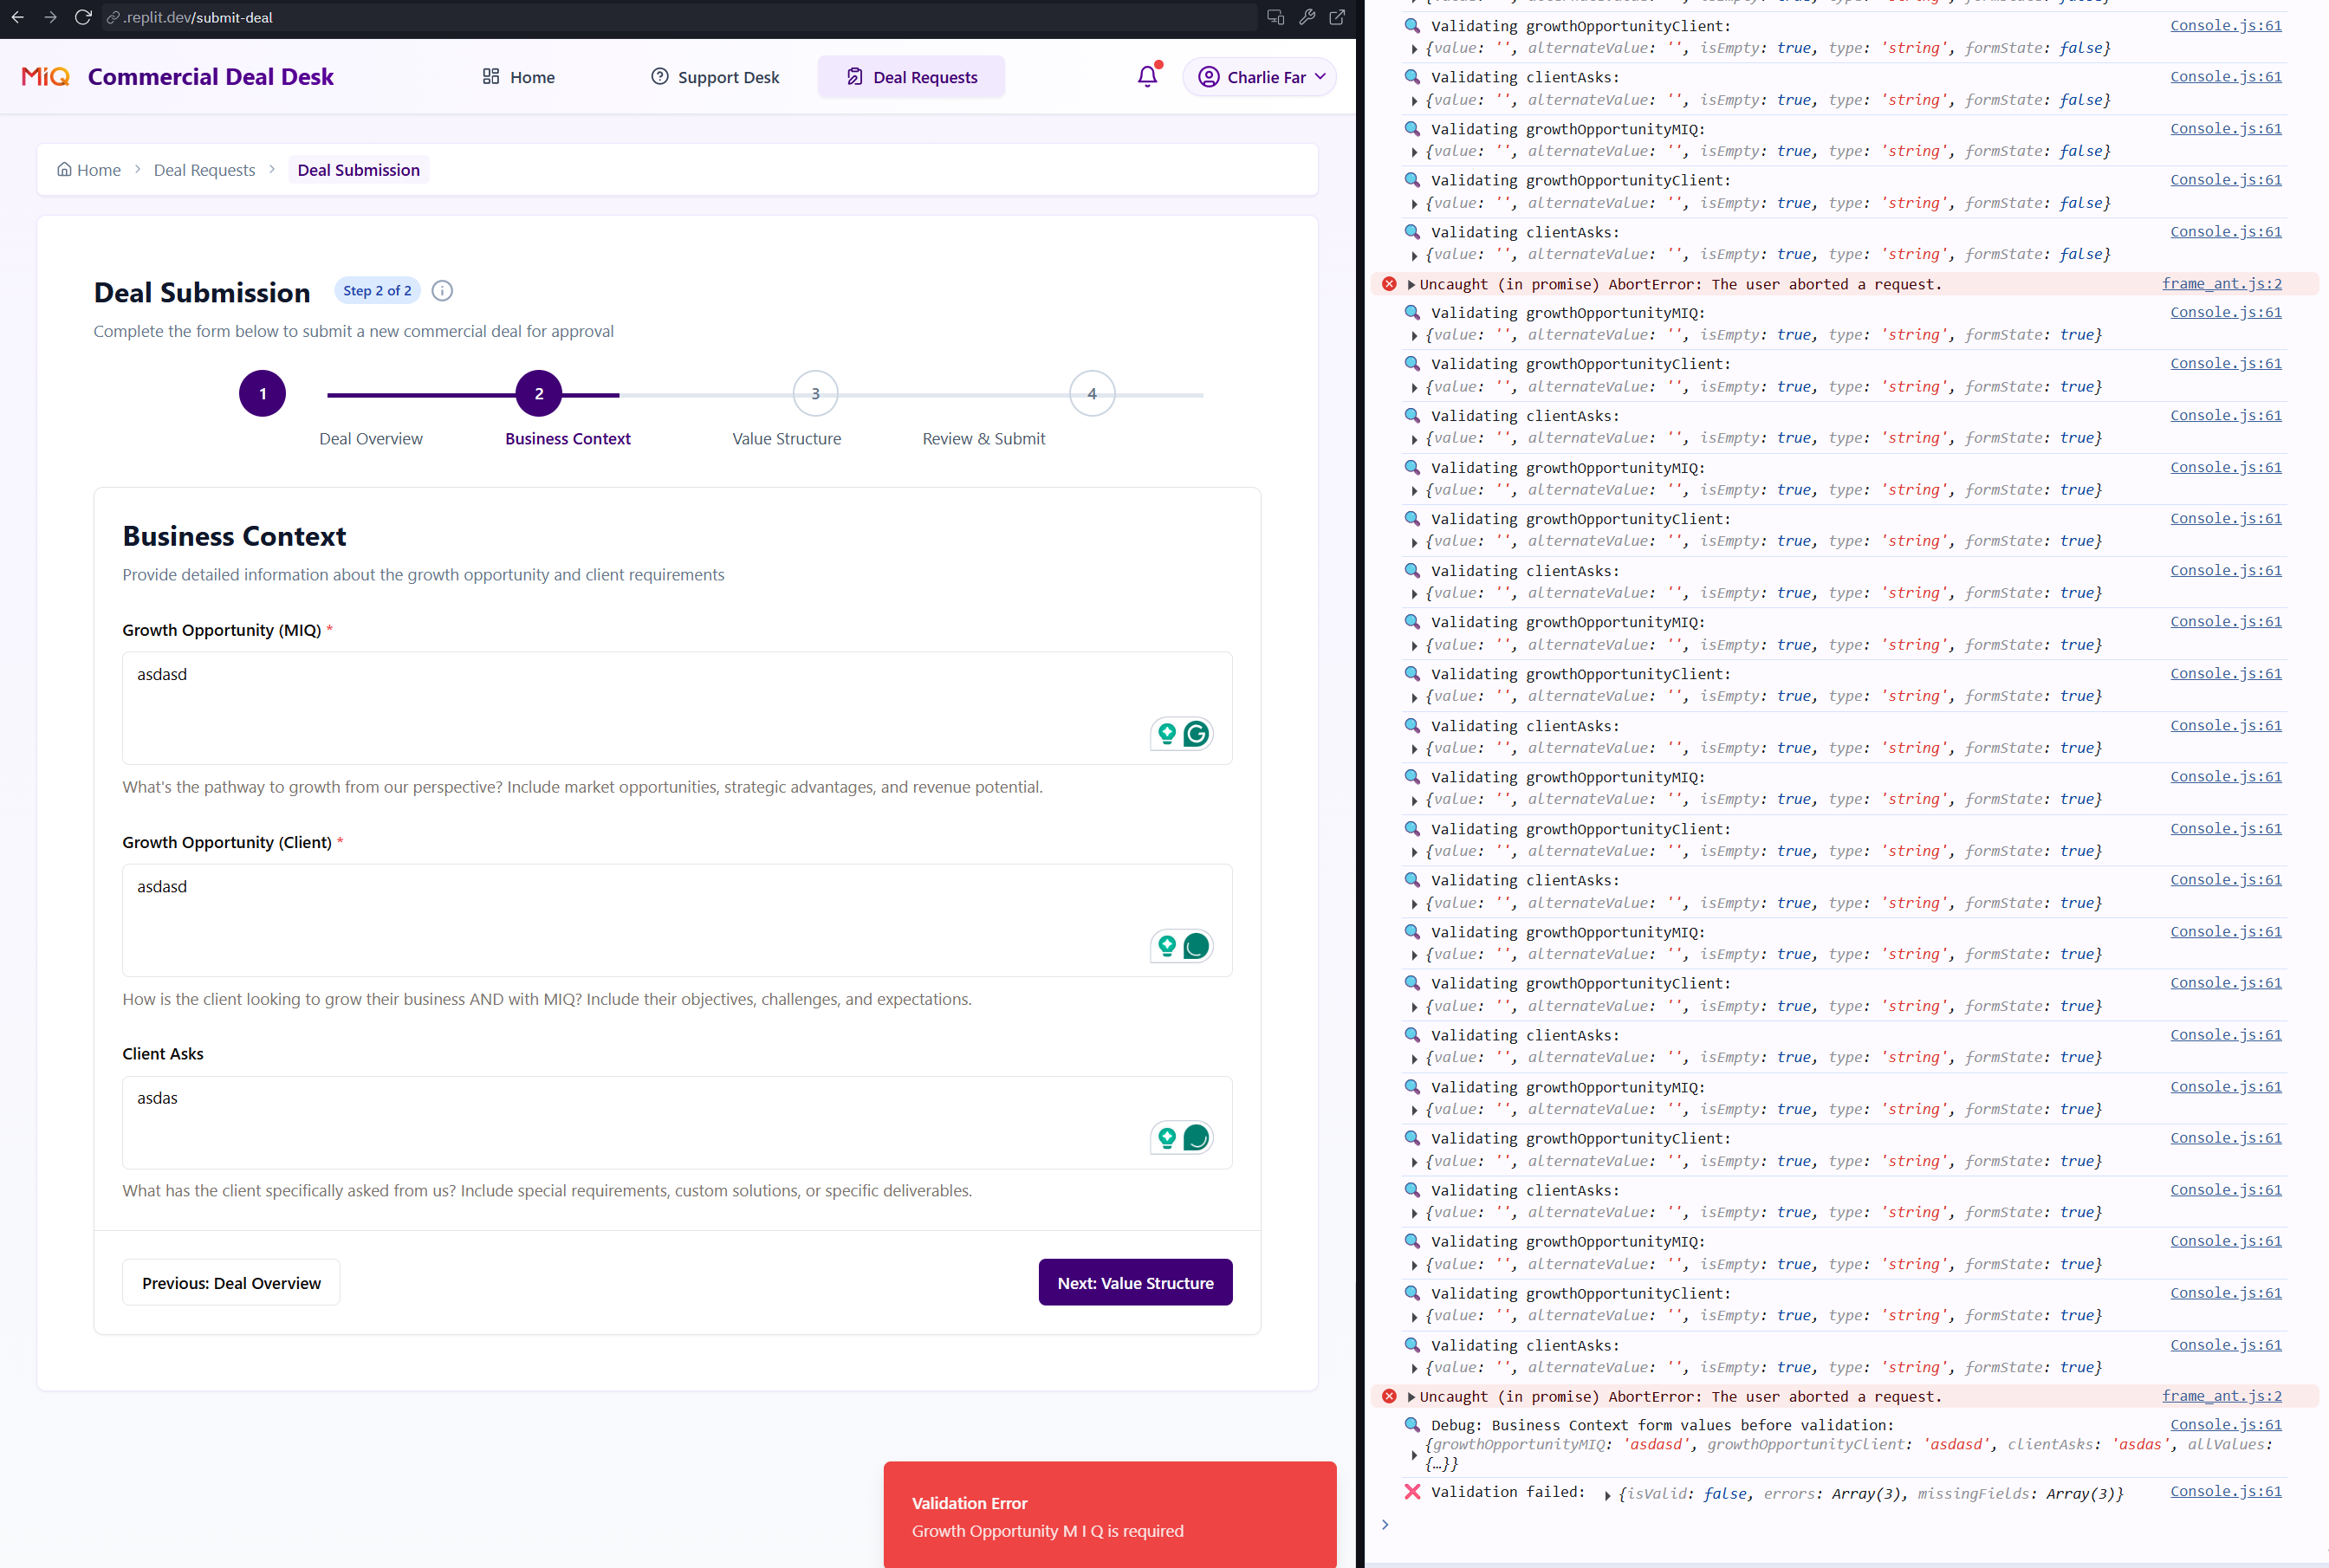 .replit.dev/submit-deal
MiQ Commercial Deal Desk
Home
Support Desk
Deal Requests
Charlie Far
Home > Deal Requests > Deal Submission
Deal Submission Step 2 of 2
Complete the form below to submit a new commercial deal for approval
1 2 3 4
Deal Overview Business Context Value Structure Review & Submit
Business Context
Provide detailed information about the growth opportunity and client requirements
Growth Opportunity (MIQ) *
asdasd
What's the pathway to growth from our perspective? Include market opportunities, strategic advantages, and revenue potential.
Growth Opportunity (Client) *
asdasd
How is the client looking to grow their business AND with MIQ? Include their objectives, challenges, and expectations.
Client Asks
asdas
What has the client specifically asked from us? Include special requirements, custom solutions, or specific deliverables.
Previous: Deal Overview
Next: Value Structure
Validation Error
Growth Opportunity M I Q is required
Validating growthOpportunityClient: Console.js:61
{value: '', alternateValue: '', isEmpty: true, type: 'string', formState: false}
Validating clientAsks: Console.js:61
{value: '', alternateValue: '', isEmpty: true, type: 'string', formState: false}
Validating growthOpportunityMIQ: Console.js:61
{value: '', alternateValue: '', isEmpty: true, type: 'string', formState: false}
Validating growthOpportunityClient: Console.js:61
{value: '', alternateValue: '', isEmpty: true, type: 'string', formState: false}
Validating clientAsks: Console.js:61
{value: '', alternateValue: '', isEmpty: true, type: 'string', formState: false}
Uncaught (in promise) AbortError: The user aborted a request. frame_ant.js:2
Validating growthOpportunityMIQ: Console.js:61
{value: '', alternateValue: '', isEmpty: true, type: 'string', formState: true}
Validating growthOpportunityClient: Console.js:61
{value: '', alternateValue: '', isEmpty: true, type: 'string', formState: true}
Validating clientAsks: Console.js:61
{value: '', alternateValue: '', isEmpty: true, type: 'string', formState: true}
Validating growthOpportunityMIQ: Console.js:61
{value: '', alternateValue: '', isEmpty: true, type: 'string', formState: true}
Validating growthOpportunityClient: Console.js:61
{value: '', alternateValue: '', isEmpty: true, type: 'string', formState: true}
Validating clientAsks: Console.js:61
{value: '', alternateValue: '', isEmpty: true, type: 'string', formState: true}
Validating growthOpportunityMIQ: Console.js:61
{value: '', alternateValue: '', isEmpty: true, type: 'string', formState: true}
Validating growthOpportunityClient: Console.js:61
{value: '', alternateValue: '', isEmpty: true, type: 'string', formState: true}
Validating clientAsks: Console.js:61
{value: '', alternateValue: '', isEmpty: true, type: 'string', formState: true}
Validating growthOpportunityMIQ: Console.js:61
{value: '', alternateValue: '', isEmpty: true, type: 'string', formState: true}
Validating growthOpportunityClient: Console.js:61
{value: '', alternateValue: '', isEmpty: true, type: 'string', formState: true}
Validating clientAsks: Console.js:61
{value: '', alternateValue: '', isEmpty: true, type: 'string', formState: true}
Validating growthOpportunityMIQ: Console.js:61
{value: '', alternateValue: '', isEmpty: true, type: 'string', formState: true}
Validating growthOpportunityClient: Console.js:61
{value: '', alternateValue: '', isEmpty: true, type: 'string', formState: true}
Validating clientAsks: Console.js:61
{value: '', alternateValue: '', isEmpty: true, type: 'string', formState: true}
Validating growthOpportunityMIQ: Console.js:61
{value: '', alternateValue: '', isEmpty: true, type: 'string', formState: true}
Validating growthOpportunityClient: Console.js:61
{value: '', alternateValue: '', isEmpty: true, type: 'string', formState: true}
Validating clientAsks: Console.js:61
{value: '', alternateValue: '', isEmpty: true, type: 'string', formState: true}
Validating growthOpportunityMIQ: Console.js:61
{value: '', alternateValue: '', isEmpty: true, type: 'string', formState: true}
Validating growthOpportunityClient: Console.js:61
{value: '', alternateValue: '', isEmpty: true, type: 'string', formState: true}
Validating clientAsks: Console.js:61
{value: '', alternateValue: '', isEmpty: true, type: 'string', formState: true}
Uncaught (in promise) AbortError: The user aborted a request. frame_ant.js:2
Debug: Business Context form values before validation: Console.js:61
{growthOpportunityMIQ: 'asdasd', growthOpportunityClient: 'asdasd', clientAsks: 'asdas', allValues:
{…}}
Validation failed: {isValid: false, errors: Array(3), missingFields: Array(3)} Console.js:61